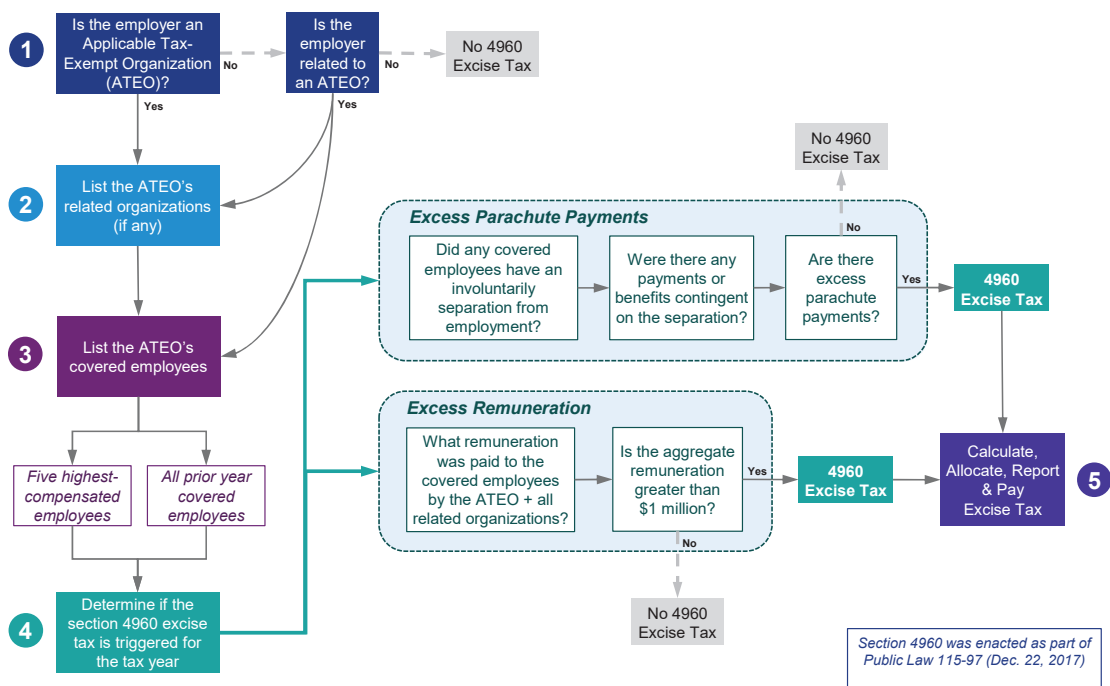 1
Is the employer an
Applicable Tax-
Exempt Organization
(ATEO)?
No
Yes
Is the
employer
related to
an ATEO?
No
Yes
No 4960
Excise Tax
2
List the ATEO's
related organizations
(if any)
3
List the ATEO's
covered employees
Five highest-
compensated
employees
All prior year
covered
employees
4
Determine if the
section 4960 excise
tax is triggered for
the tax year
Excess Parachute Payments
Did any covered
employees have an
involuntarily
separation from
employment?
Were there any
payments or
benefits contingent
on the separation?
Are there
excess
parachute
payments?
No
No 4960
Excise Tax
Yes
4960
Excise Tax
Excess Remuneration
What remuneration
was paid to the
covered employees
by the ATEO + all
related organizations?
Is the aggregate
remuneration
greater than
$1 million?
Yes
4960
Excise Tax
No
No 4960
Excise Tax
Calculate,
Allocate, Report
& Pay
Excise Tax
5
Section 4960 was enacted as part of
Public Law 115-97 (Dec. 22, 2017)